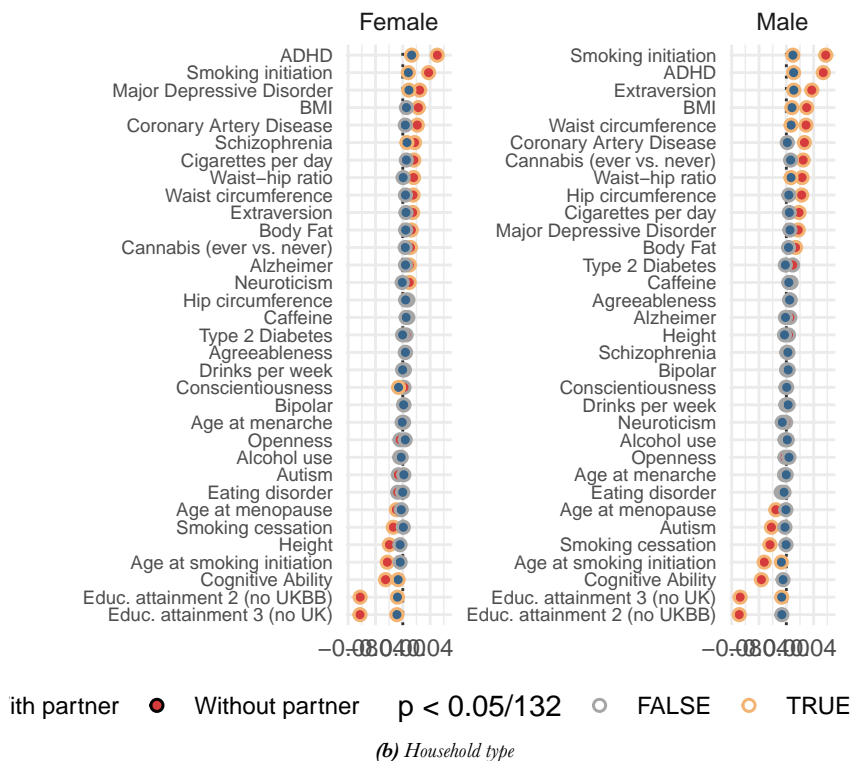 Female
ADHD
Smoking initiation
Major Depressive Disorder
BMI
Coronary Artery Disease
Schizophrenia
Cigarettes per day
Waist−hip ratio
Waist circumference
Extraversion
Body Fat
Cannabis (ever vs. never)
Alzheimer
Neuroticism
Hip circumference
Caffeine
Type 2 Diabetes
Agreeableness
Drinks per week
Conscientiousness
Bipolar
Age at menarche
Openness
Alcohol use
Autism
Eating disorder
Age at menopause
Smoking cessation
Height
Age at smoking initiation
Cognitive Ability
Educ. attainment 2 (no UKBB)
Educ. attainment 3 (no UK)
Male
Smoking initiation
ADHD
Extraversion
BMI
Waist circumference
Coronary Artery Disease
Cannabis (ever vs. never)
Waist−hip ratio
Hip circumference
Cigarettes per day
Major Depressive Disorder
Body Fat
Type 2 Diabetes
Caffeine
Agreeableness
Alzheimer
Height
Schizophrenia
Bipolar
Conscientiousness
Drinks per week
Neuroticism
Alcohol use
Openness
Age at menarche
Eating disorder
Age at menopause
Autism
Smoking cessation
Age at smoking initiation
Cognitive Ability
Educ. attainment 3 (no UK)
Educ. attainment 2 (no UKBB)
ith partner Without partner p < 0.05/132 FALSE TRUE
(b) Household type